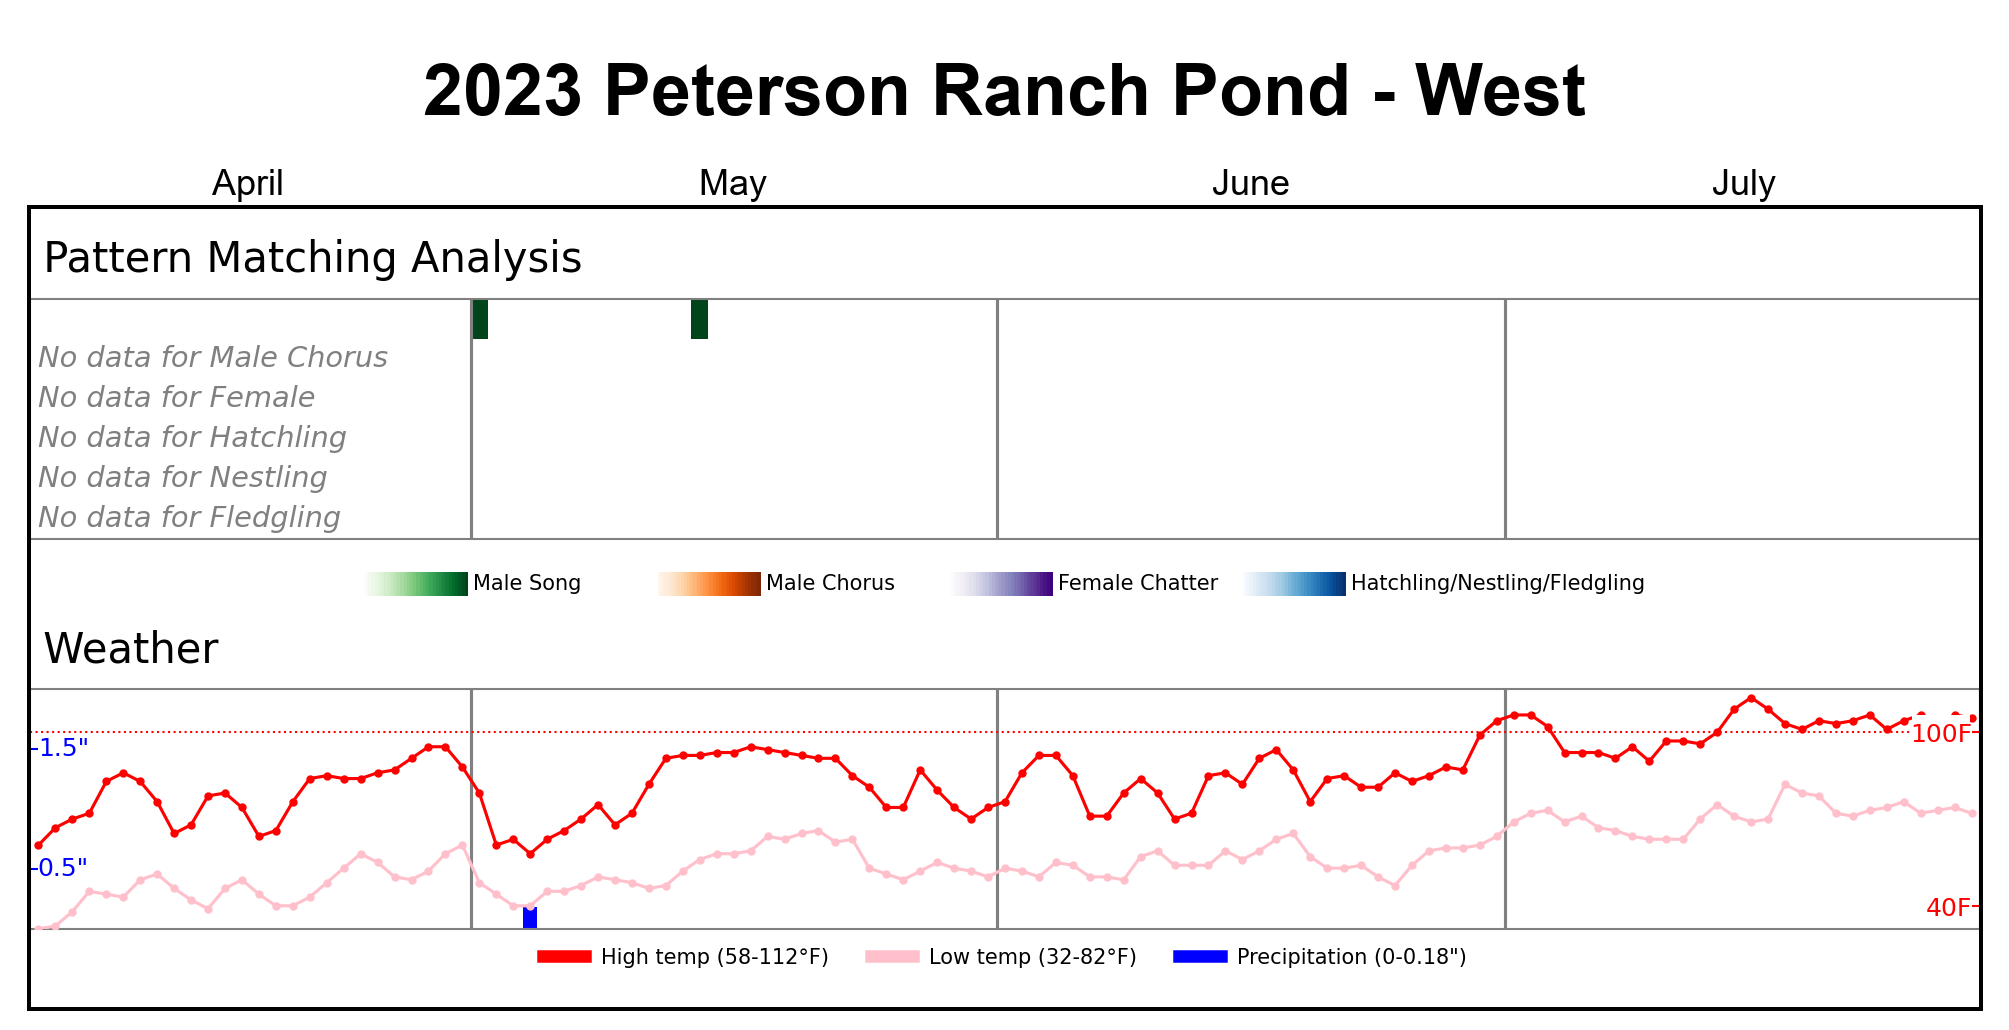 2023 Peterson Ranch Pond - West
April May June July
Pattern Matching Analysis
No data for Male Chorus
No data for Female
No data for Hatchling
No data for Nestling
No data for Fledgling
Male Song Male Chorus Female Chatter Hatchling/Nestling/Fledgling
Weather
1.5" 100F
0.5"
40F
High temp (58-112°F) Low temp (32-82°F) Precipitation (0-0.18")